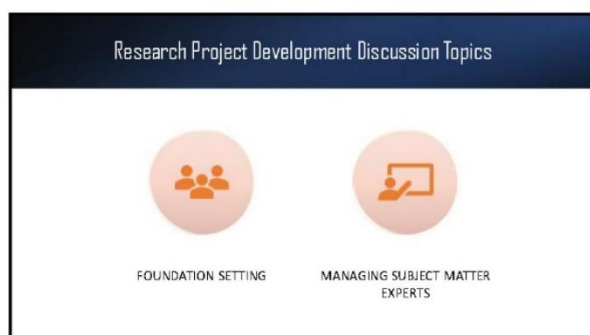 Research Project Development Discussion Topics
FOUNDATION SETTING
MANAGING SUBJECT MATTER
EXPERTS